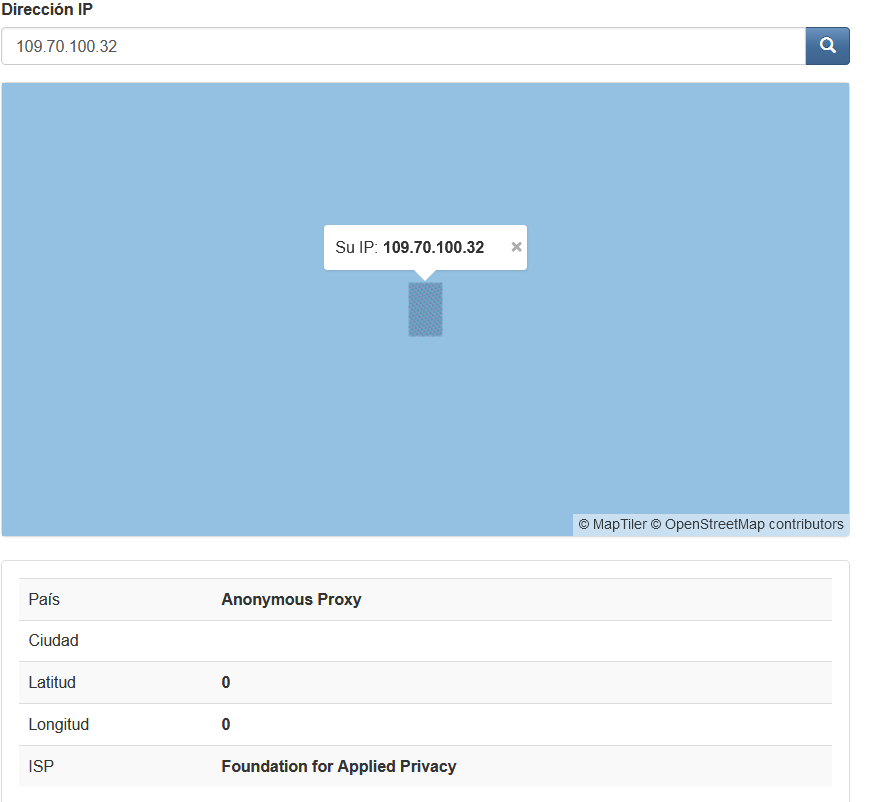 Dirección IP
109.70.100.32
Su IP: 109.70.100.32 ×
© MapTiler © OpenStreetMap contributors
País Anonymous Proxy
Ciudad
Latitud 0
Longitud 0
ISP Foundation for Applied Privacy